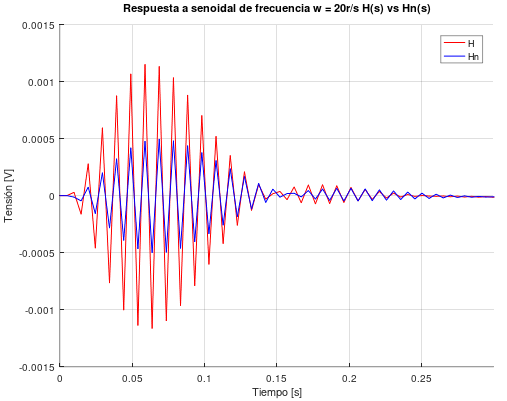 Respuesta a senoidal de frecuencia w = 20r/s H(s) vs Hn(s)
0.0015
0.001
0.0005
0
-0.0005
-0.001
-0.0015
Tensión [V]
H
Hn
0
0.05
0.1
0.15
0.2
0.25
Tiempo [s]